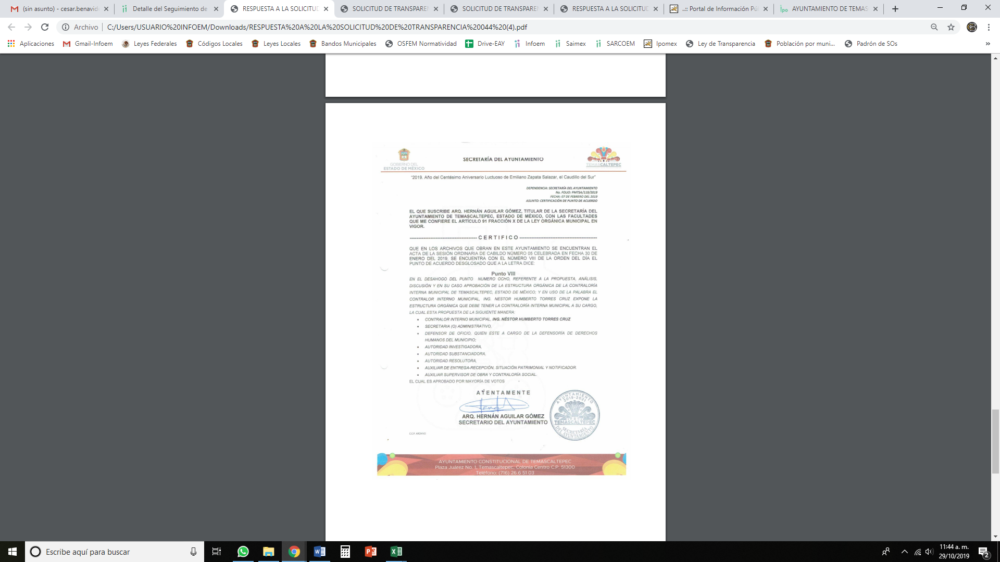 (sin asunto) - cesar.benavid
Detalle del Seguimiento de
RESPUESTA A LA SOLICITUD
SOLICITUD DE TRANSPAREN
SOLICITUD DE TRANSPAREN
RESPUESTA A LA SOLICITUD
..:: Portal de Información Púb
AYUNTAMIENTO DE TEMAS
Archivo
C:/Users/USUARIO%20INFOEM/Downloads/RESPUESTA%20A%20LA%20SOLICITUD%20DE%20TRANSPARENCIA%20044%20(4).pdf
Aplicaciones
Gmail-Infoem
Leyes Federales
Códigos Locales
Leyes Locales
Bandos Municipales
OSFEM Normatividad
Drive-EAY
Infoem
Saimex
SARCOEM
Ipomex
Ley de Transparencia
Población por muni...
Padrón de SOs
»
GOBIERNO DEL
ESTADO DE MÉXICO
SECRETARÍA DEL AYUNTAMIENTO
TEMASCALTEPEC
"2019. Año del Centésimo Aniversario Luctuoso de Emiliano Zapata Salazar, el Caudillo del Sur"
DEPENDENCIA: SECRETARÍA DEL AYUNTAMIENTO
No. FOLIO: PMTSA/119/2019
FECHA: 07 DE FEBRERO DEL 2019
ASUNTO: CERTIFICACIÓN DE PUNTO DE ACUERDO
EL QUE SUSCRIBE ARQ. HERNÁN AGUILAR GÓMEZ, TITULAR DE LA SECRETARÍA DEL
AYUNTAMIENTO DE TEMASCALTEPEC, ESTADO DE MÉXICO, CON LAS FACULTADES
QUE ME CONFIERE EL ARTÍCULO 91 FRACCIÓN X DE LA LEY ORGÁNICA MUNICIPAL EN
VIGOR.
--------------------------------------- C E R T I F I C O ---------------------------------------------
QUE EN LOS ARCHIVOS QUE OBRAN EN ESTE AYUNTAMIENTO SE ENCUENTRAN EL
ACTA DE LA SESIÓN ORDINARIA DE CABILDO NÚMERO 05 CELEBRADA EN FECHA 30 DE
ENERO DEL 2019, SE ENCUENTRA CON EL NÚMERO VIII DE LA ORDEN DEL DÍA EL
PUNTO DE ACUERDO DESGLOSADO QUE A LA LETRA DICE:
Punto VIII
EN EL DESAHOGO DEL PUNTO NUMERO OCHO, REFERENTE A LA PROPUESTA, ANÁLISIS,
DISCUSIÓN Y EN SU CASO APROBACIÓN DE LA ESTRUCTURA ORGÁNICA DE LA CONTRALORÍA
INTERNA MUNICIPAL DE TEMASCALTEPEC, ESTADO DE MÉXICO; Y EN USO DE LA PALABRA EL
CONTRALOR INTERNO MUNICIPAL, ING. NESTOR HUMBERTO TORRES CRUZ EXPONE LA
ESTRUCTURA ORGÁNICA QUE DEBE TENER LA CONTRALORÍA INTERNA MUNICIPAL A SU CARGO,
LA CUAL ESTA PROPUESTA DE LA SIGUIENTE MANERA:
• CONTRALOR INTERNO MUNICIPAL, ING. NÉSTOR HUMBERTO TORRES CRUZ
• SECRETARIA (O) ADMINISTRATIVO,
• DEFENSOR DE OFICIO, QUIEN ESTE A CARGO DE LA DEFENSORÍA DE DERECHOS
HUMANOS DEL MUNICIPIO;
• AUTORIDAD INVESTIGADORA,
• AUTORIDAD SUBSTANCIADORA,
• AUTORIDAD RESOLUTORA,
• AUXILIAR DE ENTREGA-RECEPCIÓN, SITUACIÓN PATRIMONIAL Y NOTIFICADOR.
• AUXILIAR SUPERVISOR DE OBRA Y CONTRALORÍA SOCIAL.
EL CUAL ES APROBADO POR MAYORÍA DE VOTOS
A T E N T A M E N T E
ARQ. HERNÁN AGUILAR GÓMEZ
SECRETARIO DEL AYUNTAMIENTO
AYUNTAMIENTO
2019-2021
TEMASCALTEPEC
SECRETARÍA
DEL AYUNTAMIENTO
C.C.P. ARCHIVO
AYUNTAMIENTO CONSTITUCIONAL DE TEMASCALTEPEC
Plaza Juárez No. 1, Temascaltepec, Colonia Centro C.P. 51300
Teléfono: (716) 26 6 51 03
Escribe aquí para buscar
11:44 a. m.
29/10/2019
2